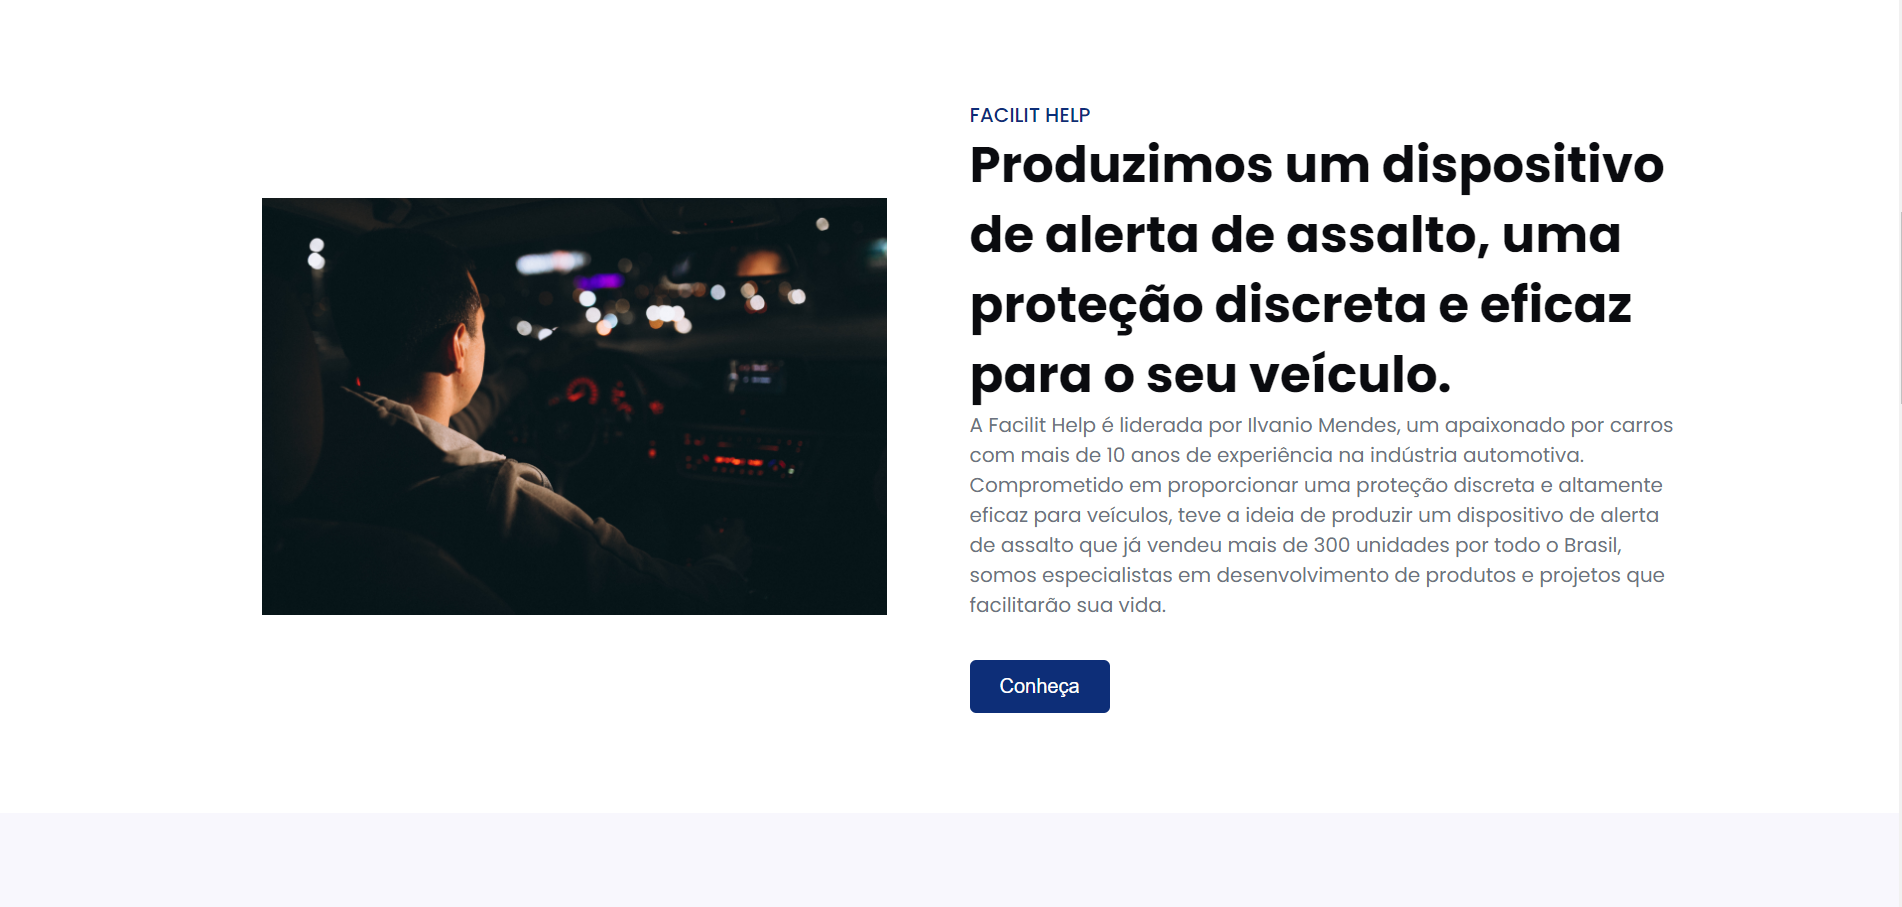 FACILIT HELP
Produzimos um dispositivo
de alerta de assalto, uma
proteção discreta e eficaz
para o seu veículo.
A Facilit Help é liderada por Ilvanio Mendes, um apaixonado por carros
com mais de 10 anos de experiência na indústria automotiva.
Comprometido em proporcionar uma proteção discreta e altamente
eficaz para veículos, teve a ideia de produzir um dispositivo de alerta
de assalto que já vendeu mais de 300 unidades por todo o Brasil,
somos especialistas em desenvolvimento de produtos e projetos que
facilitarão sua vida.
Conheça